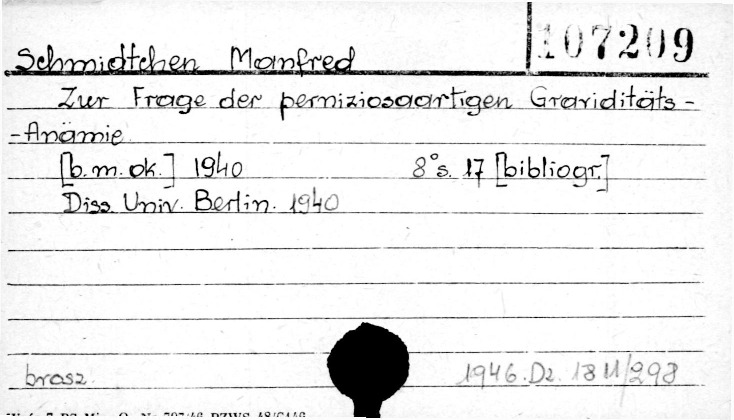 107209
Schmidtchen Manfred
Zur Frage der perniziosaartigen Graviditäts-
-Anämie
[b.m.ok.] 1940 8°s. 17 [bibliogr.]
Diss. Univ. Berlin. 1940
brosz. 1946.Dz. 18 U/298